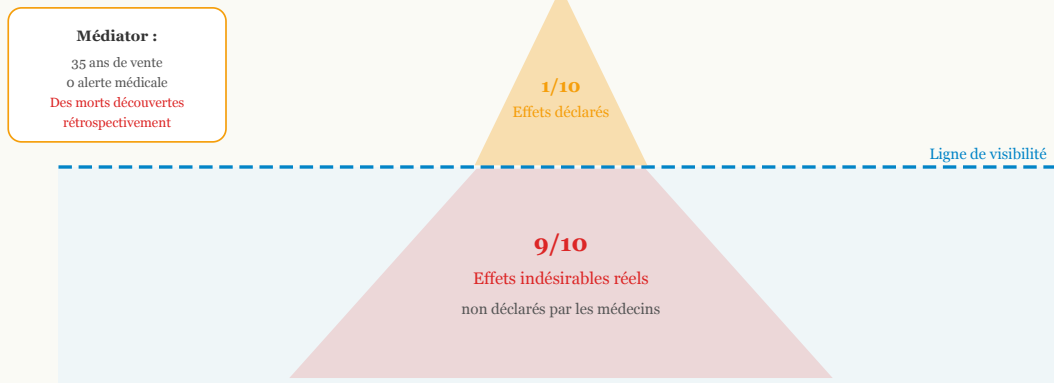 Médiator :
35 ans de vente
0 alerte médicale
Des morts découvertes
rétrospectivement
1/10
Effets déclarés
Ligne de visibilité
9/10
Effets indésirables réels
non déclarés par les médecins